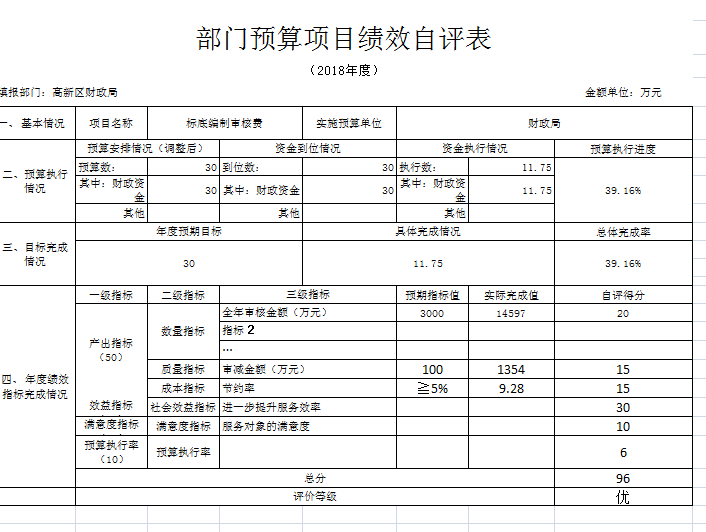 部门预算项目绩效自评表
（2018年度）
填报部门：高新区财政局 金额单位：万元
一、基本情况 项目名称 标底编制审核费 实施预算单位 财政局
二、预算执行情况 预算安排情况（调整后） 资金到位情况 资金执行情况 预算执行进度
预算数： 30 到位数： 30 执行数： 11.75 39.16%
其中：财政资金 30 其中：财政资金 30 其中：财政资金 11.75
其他 其他 其他
三、目标完成情况 年度预期目标 具体完成情况 总体完成率
30 11.75 39.16%
四、年度绩效指标完成情况 一级指标 二级指标 三级指标 预期指标值 实际完成值 自评得分
产出指标（50） 数量指标 全年审核金额（万元） 3000 14597 20
指标2
…
质量指标 审减金额（万元） 100 1354 15
成本指标 节约率 ≧5% 9.28 15
效益指标 社会效益指标 进一步提升服务效率 30
满意度指标 满意度指标 服务对象的满意度 10
预算执行率（10） 预算执行率 6
总分 96
评价等级 优